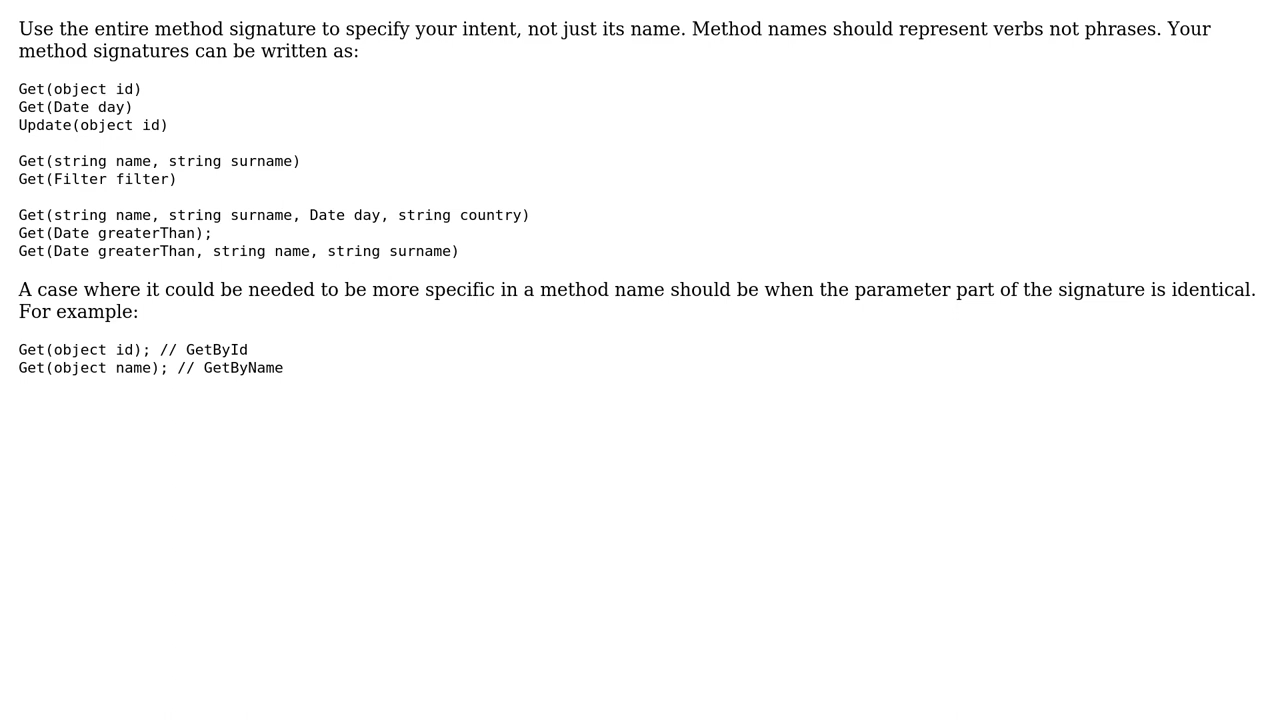 Use the entire method signature to specify your intent, not just its name. Method names should represent verbs not phrases. Your
method signatures can be written as:
Get(object id)
Get(Date day)
Update(object id)
Get(string name, string surname)
Get(Filter filter)
Get(string name, string surname, Date day, string country)
Get(Date greaterThan);
Get(Date greaterThan, string name, string surname)
A case where it could be needed to be more specific in a method name should be when the parameter part of the signature is identical.
For example:
Get(object id); // GetById
Get(object name); // GetByName